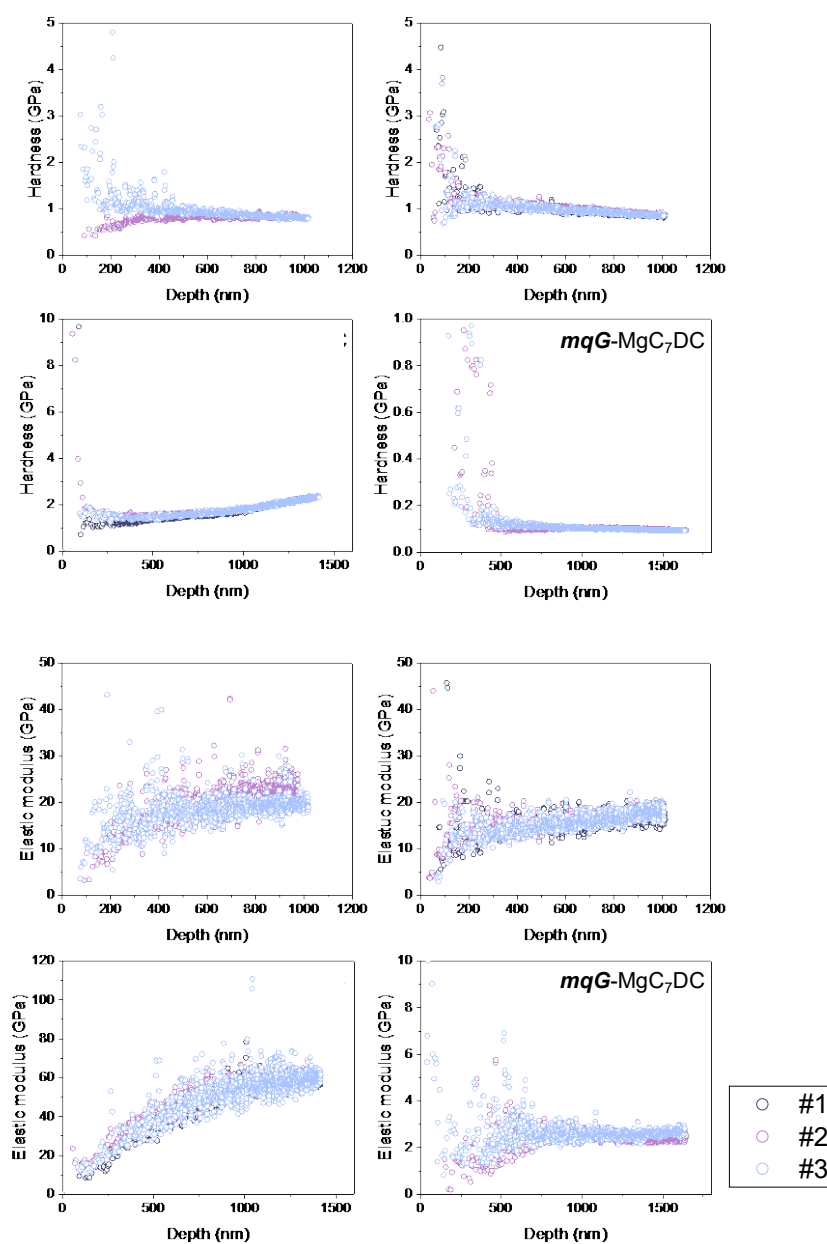 Hardness (GPa)
5
4
3
2
1
0
0 200 400 600 800 1000 1200
Depth (nm)
Hardness (GPa)
5
4
3
2
1
0
0 200 400 600 800 1000 1200
Depth (nm)
Hardness (GPa)
10
8
6
4
2
0
0 500 1000 1500
Depth (nm)
mqG-MgC₇DC
Hardness (GPa)
1.0
0.8
0.6
0.4
0.2
0.0
0 500 1000 1500
Depth (nm)
Elastic modulus (GPa)
50
40
30
20
10
0
0 200 400 600 800 1000 1200
Depth (nm)
Elastuc modulus (GPa)
50
40
30
20
10
0
0 200 400 600 800 1000 1200
Depth (nm)
Elastic modulus (GPa)
120
100
80
60
40
20
0
0 500 1000 1500
Depth (nm)
mqG-MgC₇DC
Elastic modulus (GPa)
10
8
6
4
2
0
0 500 1000 1500
Depth (nm)
#1
#2
#3